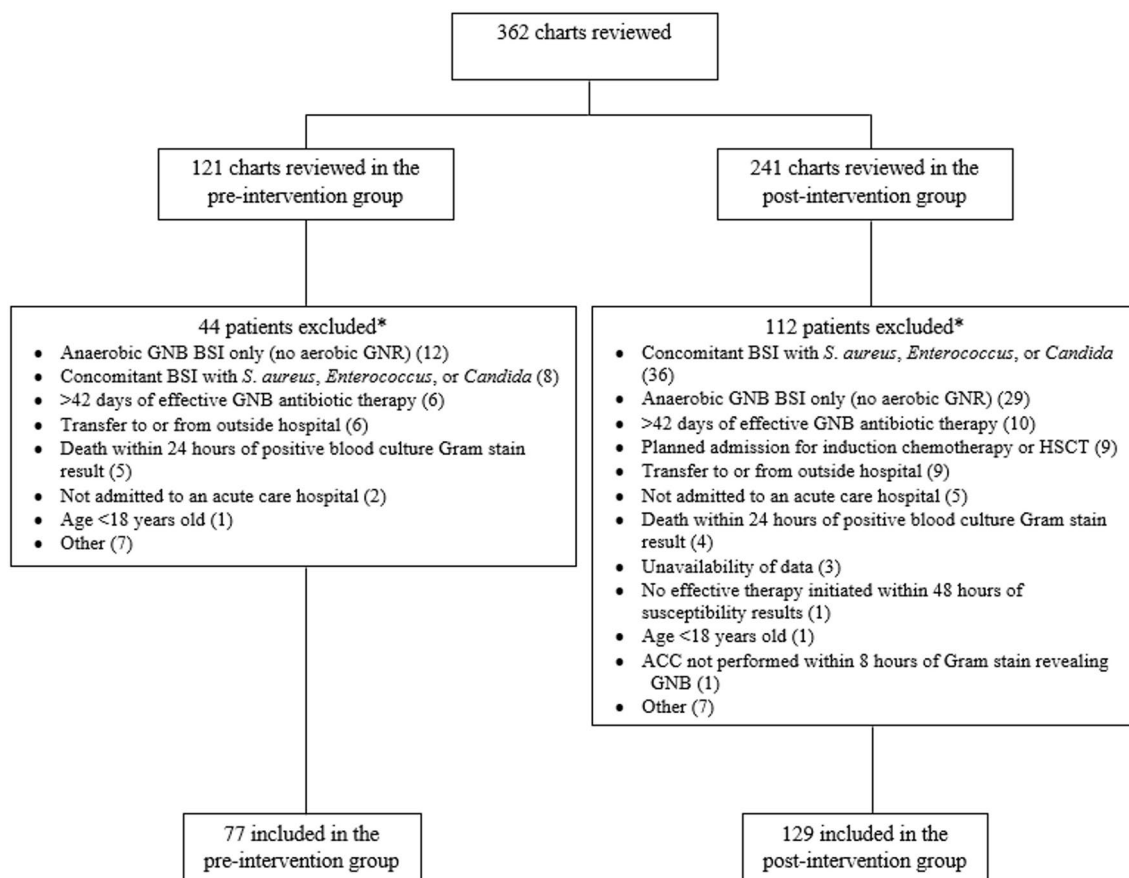 362 charts reviewed
121 charts reviewed in the
pre-intervention group
241 charts reviewed in the
post-intervention group
44 patients excluded*
• Anaerobic GNB BSI only (no aerobic GNR) (12)
• Concomitant BSI with S. aureus, Enterococcus, or Candida (8)
• >42 days of effective GNB antibiotic therapy (6)
• Transfer to or from outside hospital (6)
• Death within 24 hours of positive blood culture Gram stain
result (5)
• Not admitted to an acute care hospital (2)
• Age <18 years old (1)
• Other (7)
112 patients excluded*
• Concomitant BSI with S. aureus, Enterococcus, or Candida
(36)
• Anaerobic GNB BSI only (no aerobic GNR) (29)
• >42 days of effective GNB antibiotic therapy (10)
• Planned admission for induction chemotherapy or HSCT (9)
• Transfer to or from outside hospital (9)
• Not admitted to an acute care hospital (5)
• Death within 24 hours of positive blood culture Gram stain
result (4)
• Unavailability of data (3)
• No effective therapy initiated within 48 hours of
susceptibility results (1)
• Age <18 years old (1)
• ACC not performed within 8 hours of Gram stain revealing
GNB (1)
• Other (7)
77 included in the
pre-intervention group
129 included in the
post-intervention group